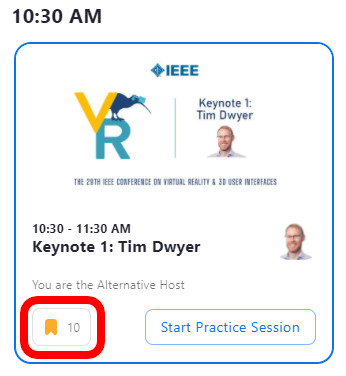 10:30 AM
IEEE
VR
Keynote 1:
Tim Dwyer
THE 29TH IEEE CONFERENCE ON VIRTUAL REALITY & 3D USER INTERFACES
10:30 - 11:30 AM
Keynote 1: Tim Dwyer
You are the Alternative Host
10
Start Practice Session